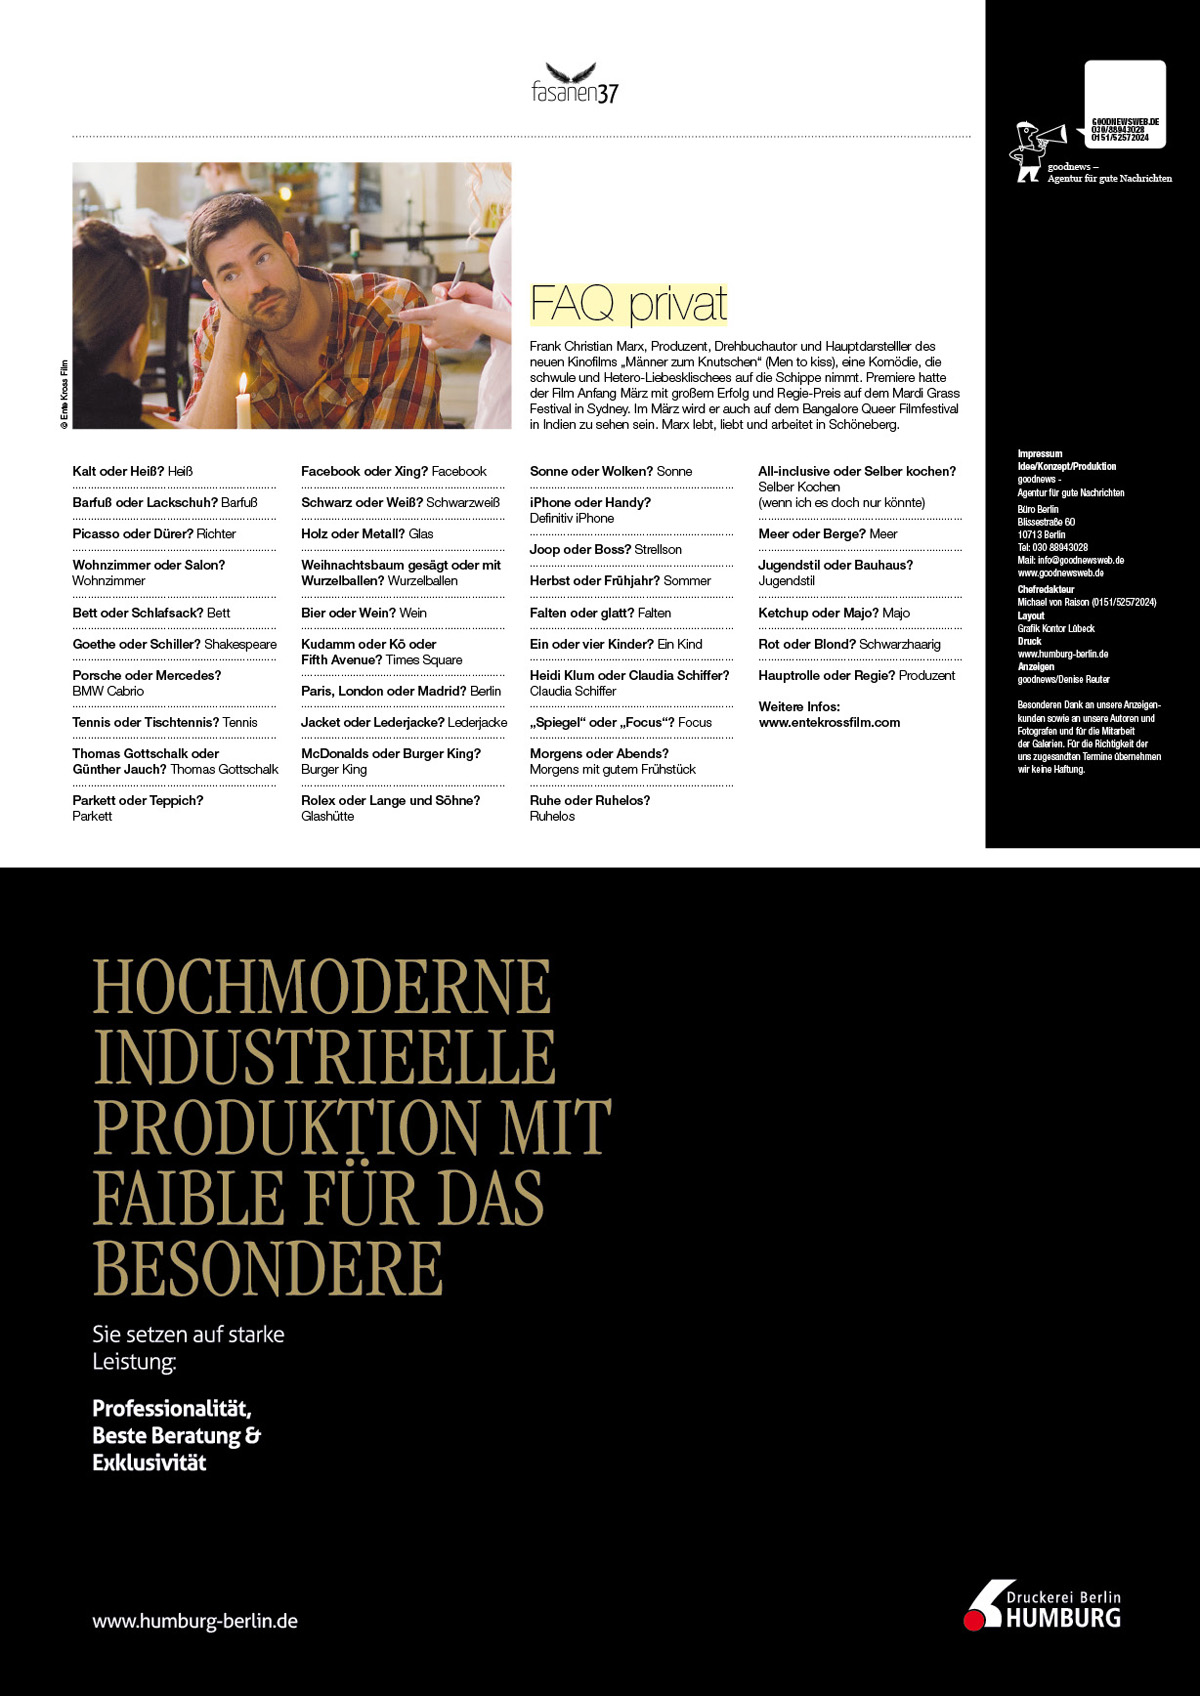 fasanen37
© Ente Kross Film
FAQ privat
Frank Christian Marx, Produzent, Drehbuchautor und Hauptdarstelller des
neuen Kinofilms „Männer zum Knutschen“ (Men to kiss), eine Komödie, die
schwule und Hetero-Liebesklischees auf die Schippe nimmt. Premiere hatte
der Film Anfang März mit großem Erfolg und Regie-Preis auf dem Mardi Grass
Festival in Sydney. Im März wird er auch auf dem Bangalore Queer Filmfestival
in Indien zu sehen sein. Marx lebt, liebt und arbeitet in Schöneberg.
Kalt oder Heiß? Heiß
Barfuß oder Lackschuh? Barfuß
Picasso oder Dürer? Richter
Wohnzimmer oder Salon?
Wohnzimmer
Bett oder Schlafsack? Bett
Goethe oder Schiller? Shakespeare
Porsche oder Mercedes?
BMW Cabrio
Tennis oder Tischtennis? Tennis
Thomas Gottschalk oder
Günther Jauch? Thomas Gottschalk
Parkett oder Teppich?
Parkett
Facebook oder Xing? Facebook
Schwarz oder Weiß? Schwarzweiß
Holz oder Metall? Glas
Weihnachtsbaum gesägt oder mit
Wurzelballen? Wurzelballen
Bier oder Wein? Wein
Kudamm oder Kö oder
Fifth Avenue? Times Square
Paris, London oder Madrid? Berlin
Jacket oder Lederjacke? Lederjacke
McDonalds oder Burger King?
Burger King
Rolex oder Lange und Söhne?
Glashütte
Sonne oder Wolken? Sonne
iPhone oder Handy?
Definitiv iPhone
Joop oder Boss? Strellson
Herbst oder Frühjahr? Sommer
Falten oder glatt? Falten
Ein oder vier Kinder? Ein Kind
Heidi Klum oder Claudia Schiffer?
Claudia Schiffer
„Spiegel“ oder „Focus“? Focus
Morgens oder Abends?
Morgens mit gutem Frühstück
Ruhe oder Ruhelos?
Ruhelos
All-inclusive oder Selber kochen?
Selber Kochen
(wenn ich es doch nur könnte)
Meer oder Berge? Meer
Jugendstil oder Bauhaus?
Jugendstil
Ketchup oder Majo? Majo
Rot oder Blond? Schwarzhaarig
Hauptrolle oder Regie? Produzent
Weitere Infos:
www.entekrossfilm.com
GOODNEWSWEB.DE
030/88943028
0151/52572024
goodnews –
Agentur für gute Nachrichten
Impressum
Idee/Konzept/Produktion
goodnews -
Agentur für gute Nachrichten
Büro Berlin
Blissestraße 60
10713 Berlin
Tel: 030 88943028
Mail: info@goodnewsweb.de
www.goodnewsweb.de
Chefredakteur
Michael von Raison (0151/52572024)
Layout
Grafik Kontor Lübeck
Druck
www.humburg-berlin.de
Anzeigen
goodnews/Denise Reuter
Besonderen Dank an unsere Anzeigen-
kunden sowie an unsere Autoren und
Fotografen und für die Mitarbeit
der Galerien. Für die Richtigkeit der
uns zugesandten Termine übernehmen
wir keine Haftung.
HOCHMODERNE
INDUSTRIEELLE
PRODUKTION MIT
FAIBLE FÜR DAS
BESONDERE
Sie setzen auf starke
Leistung:
Professionalität,
Beste Beratung &
Exklusivität
www.humburg-berlin.de
Druckerei Berlin
HUMBURG